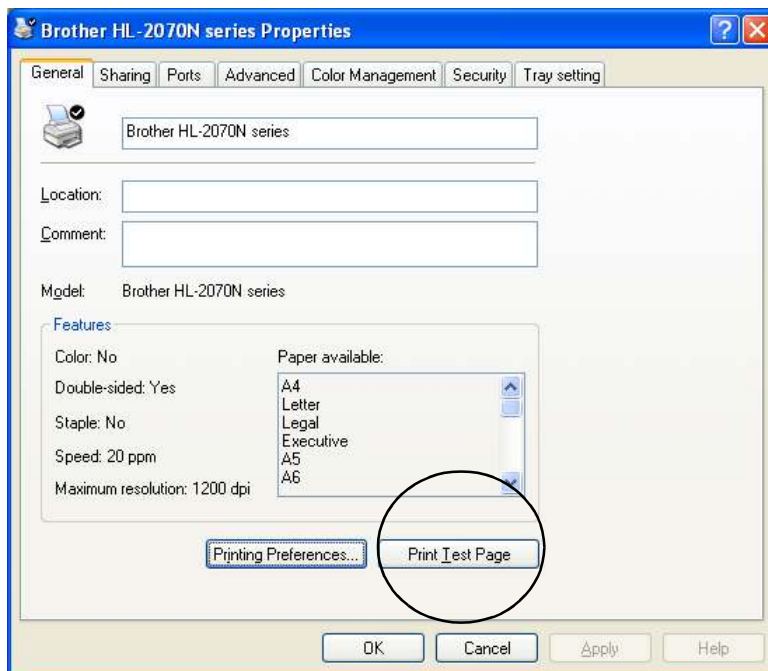 Brother HL-2070N series Properties
General Sharing Ports Advanced Color Management Security Tray setting
Brother HL-2070N series
Location:
Comment:
Model: Brother HL-2070N series
Features
Color: No
Paper available:
Double-sided: Yes
Staple: No
Speed: 20 ppm
Maximum resolution: 1200 dpi
A4
Letter
Legal
Executive
A5
A6
Printing Preferences... Print Test Page
OK Cancel Apply Help